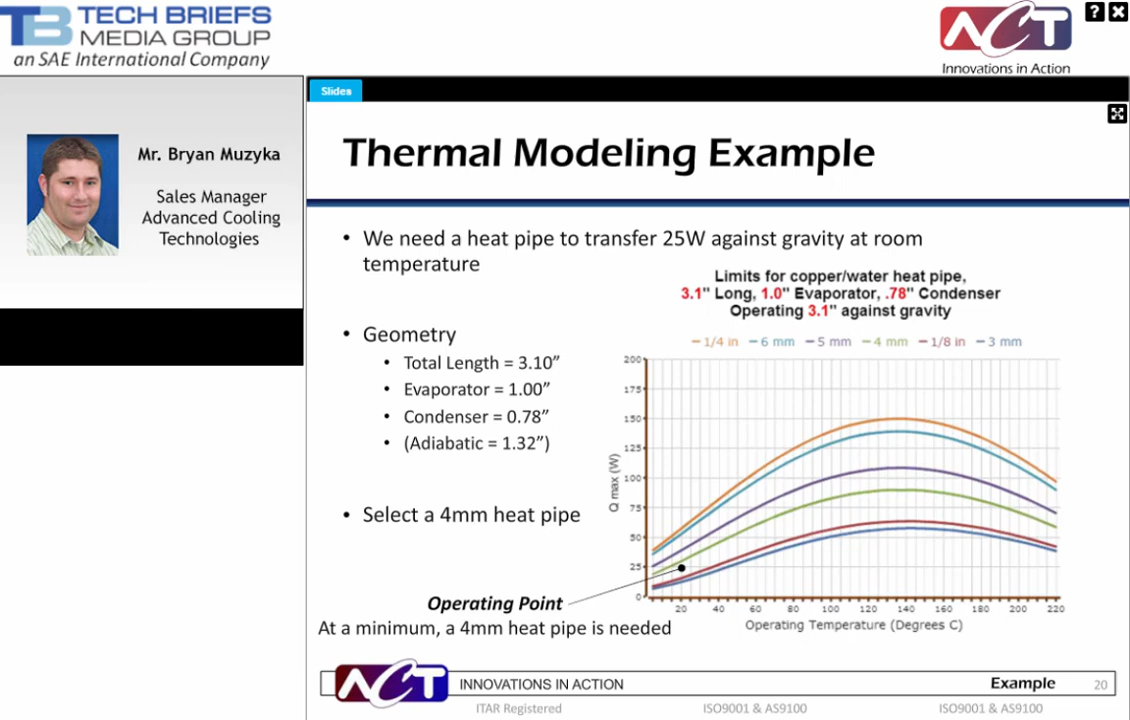 TECH BRIEFS
MEDIA GROUP
an SAE International Company
ACT
Innovations in Action
Slides
Mr. Bryan Muzyka
Sales Manager
Advanced Cooling
Technologies
Thermal Modeling Example
• We need a heat pipe to transfer 25W against gravity at room
temperature
Limits for copper/water heat pipe,
3.1" Long, 1.0" Evaporator, .78" Condenser
Operating 3.1" against gravity
1/4 in 6 mm 5 mm 4 mm 1/8 in 3 mm
• Geometry
• Total Length = 3.10”
• Evaporator = 1.00”
• Condenser = 0.78”
• (Adiabatic = 1.32”)
• Select a 4mm heat pipe
Q max (W)
200
175
150
125
100
75
50
25
0
20 40 60 80 100 120 140 160 180 200 220
Operating Temperature (Degrees C)
Operating Point
At a minimum, a 4mm heat pipe is needed
ACT
INNOVATIONS IN ACTION
Example
20
ITAR Registered
ISO9001 & AS9100
ISO9001 & AS9100